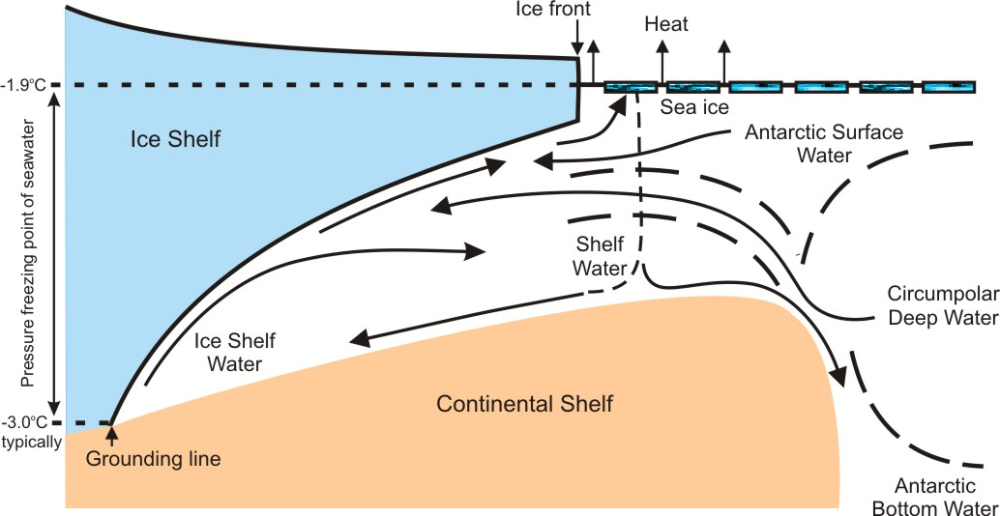 Ice front
Heat
-1.9°C
Sea ice
Ice Shelf
Antarctic Surface
Water
Pressure freezing point of seawater
Shelf
Water
Circumpolar
Deep Water
Ice Shelf
Water
Continental Shelf
-3.0°C
typically
Grounding line
Antarctic
Bottom Water